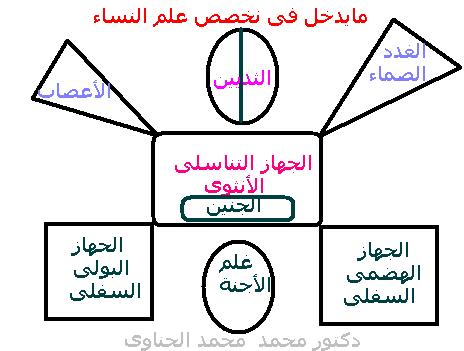 مايدخل فى تخصص علم النساء
الغدد
الصماء
الثديين
الأعصاب
الجهاز التناسلى
الأنثوى
الجنين
الجهاز
الهضمى
السفلى
علم
الأجنة
الجهاز
البولى
السفلى
دكتور محمد محمد الحناوى